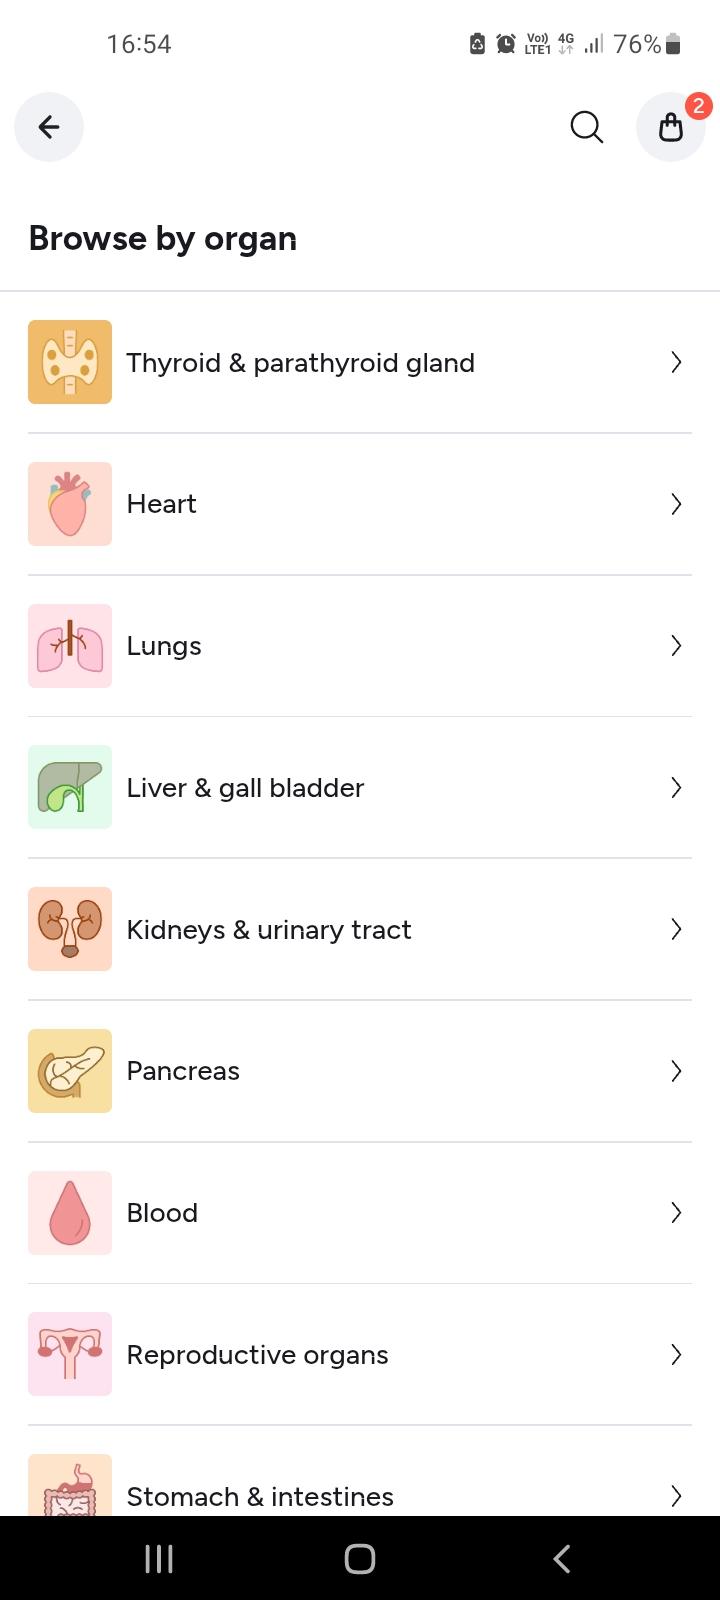 16:54
Vo)) LTE1 4G 76%
2
Browse by organ
Thyroid & parathyroid gland
Heart
Lungs
Liver & gall bladder
Kidneys & urinary tract
Pancreas
Blood
Reproductive organs
Stomach & intestines